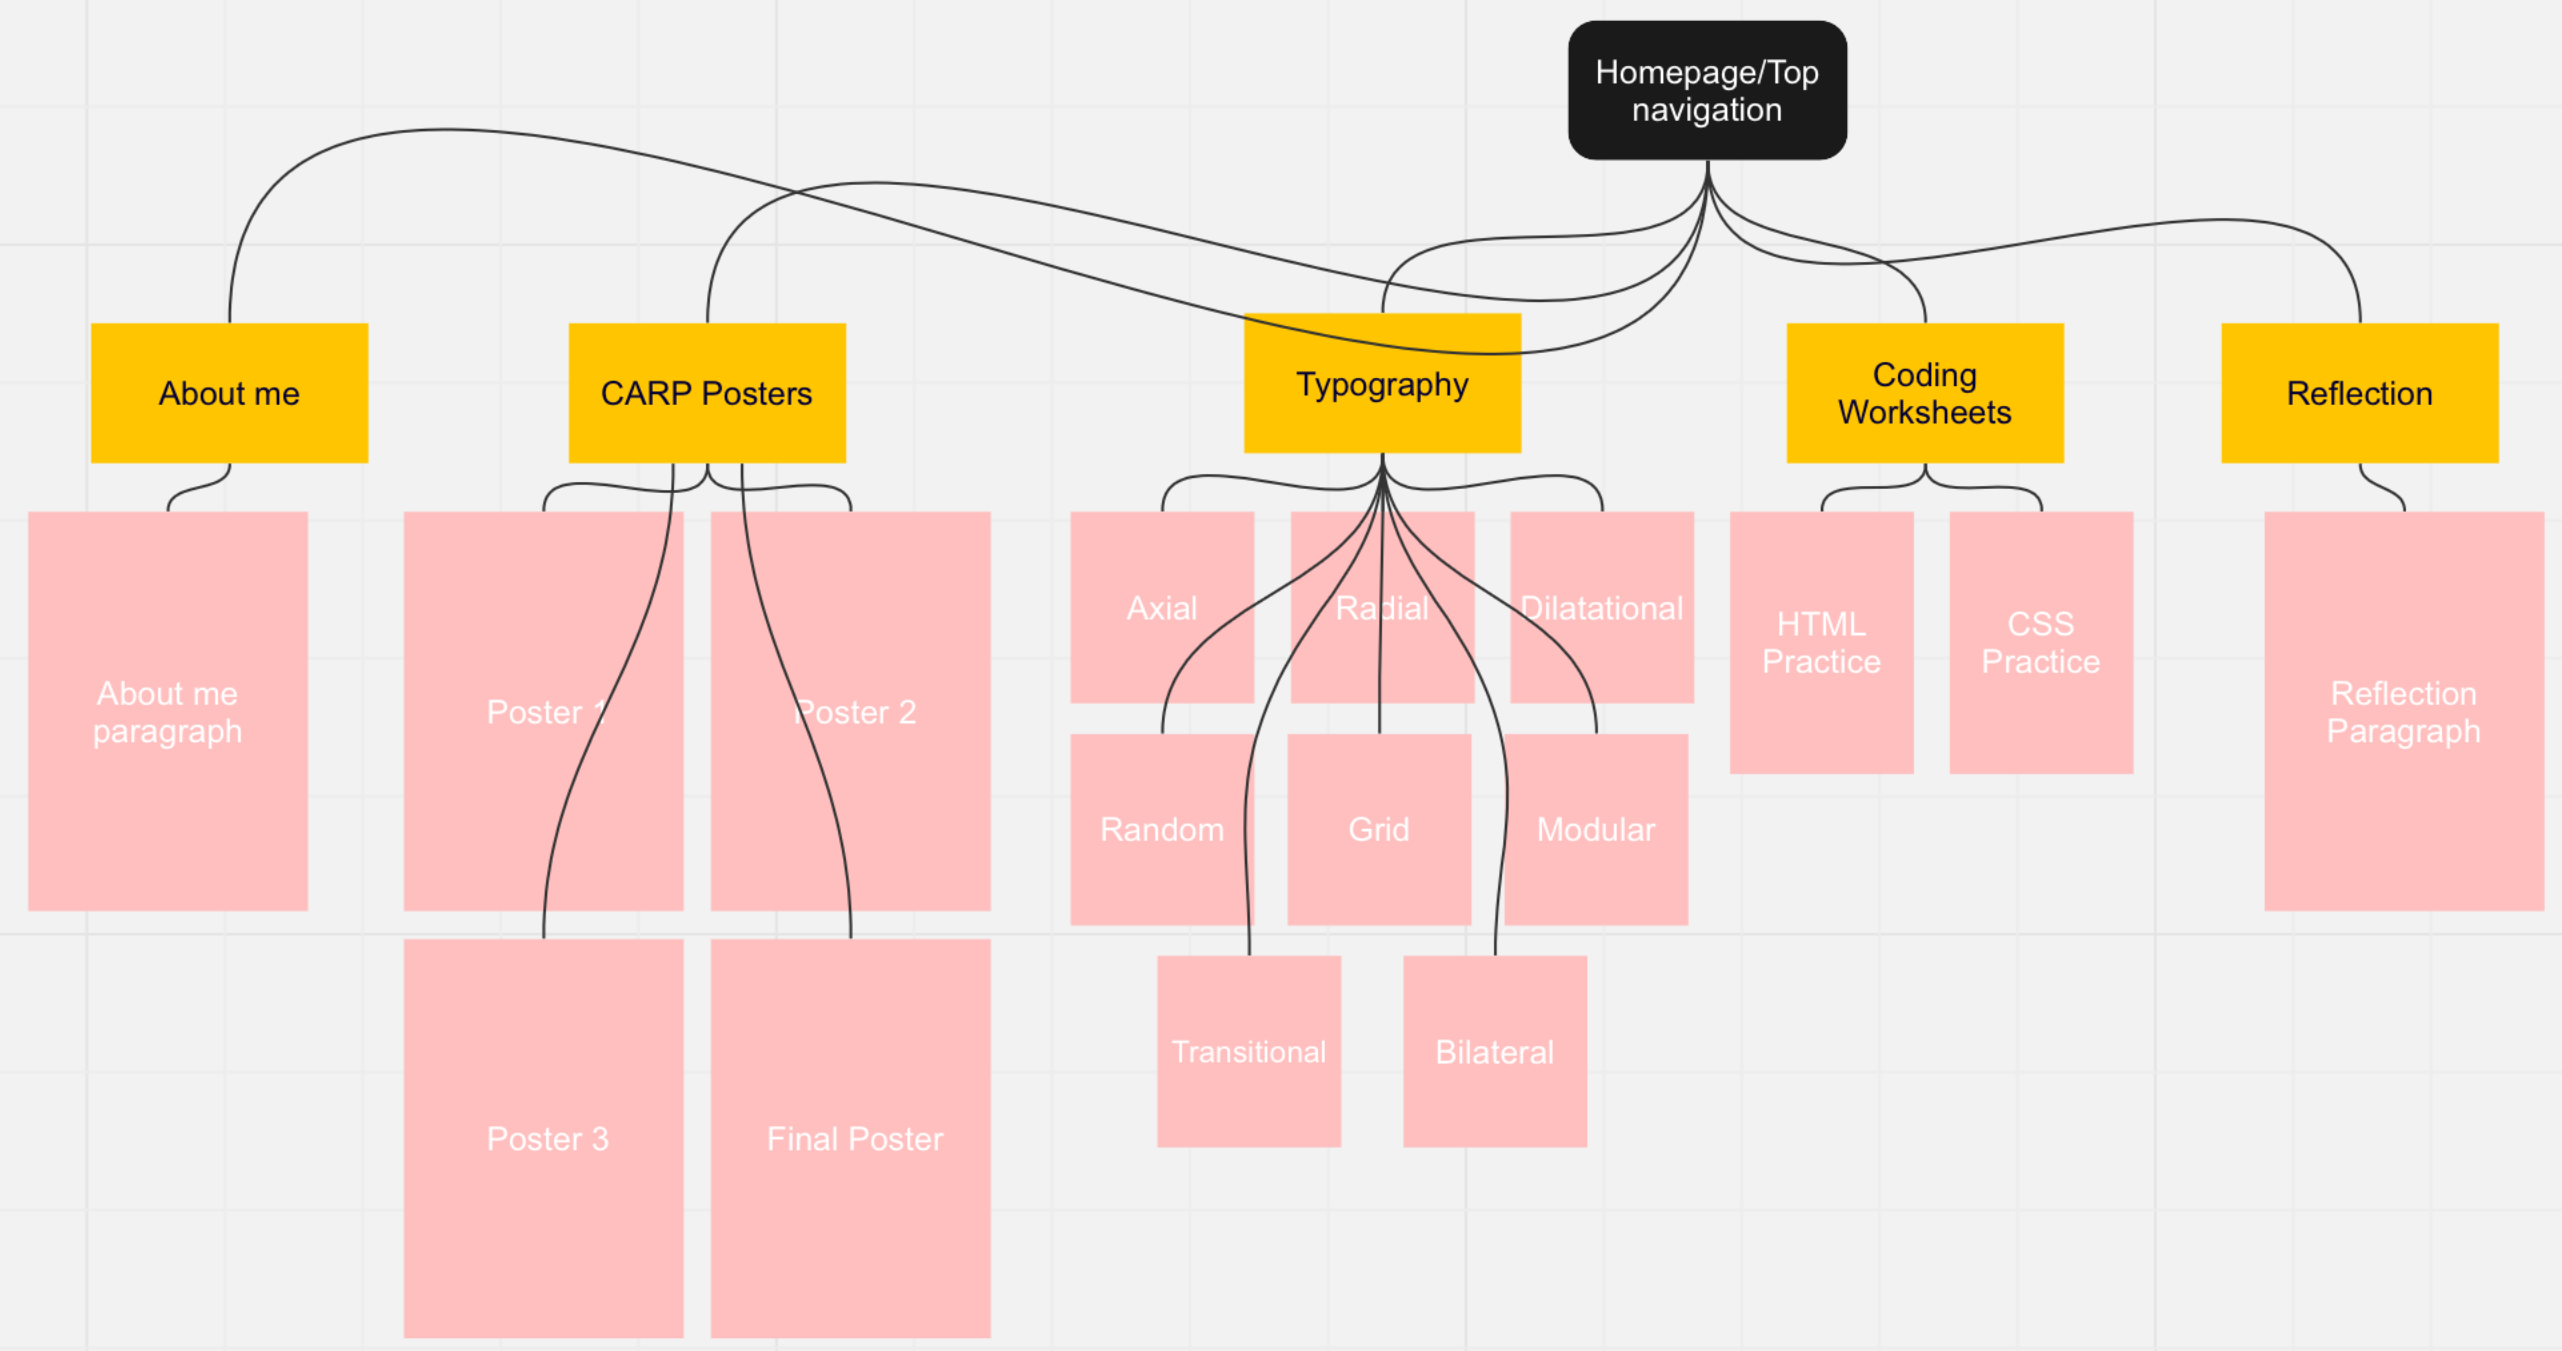 Homepage/Top
navigation
About me
CARP Posters
Typography
Coding
Worksheets
Reflection
About me
paragraph
Poster 1
Poster 2
Poster 3
Final Poster
Axial
Radial
Dilatational
Random
Grid
Modular
Transitional
Bilateral
HTML
Practice
CSS
Practice
Reflection
Paragraph